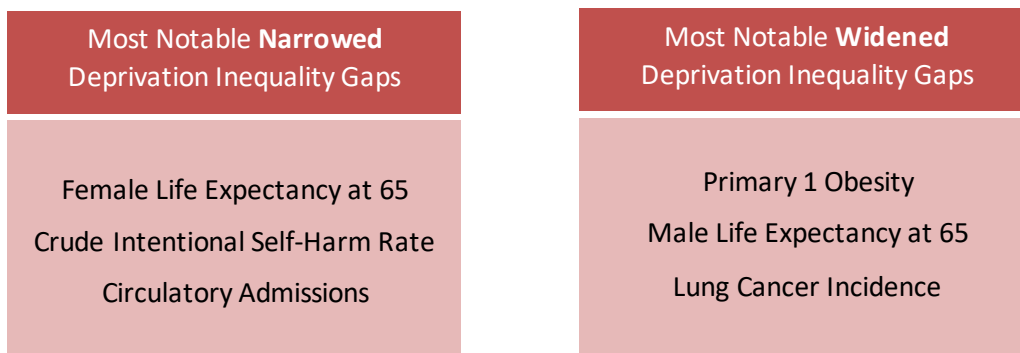 Most Notable Narrowed
Deprivation Inequality Gaps
Female Life Expectancy at 65
Crude Intentional Self-Harm Rate
Circulatory Admissions
Most Notable Widened
Deprivation Inequality Gaps
Primary 1 Obesity
Male Life Expectancy at 65
Lung Cancer Incidence